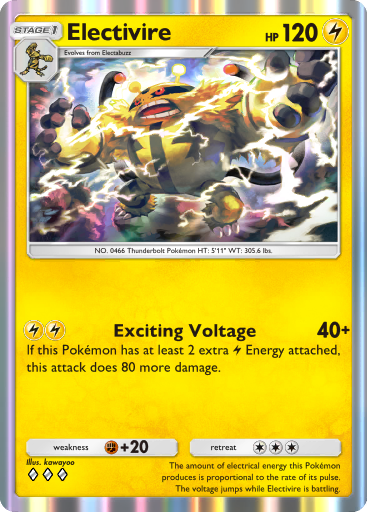 STAGE 1
Electivire
HP 120
Evolves from Electabuzz
NO. 0466 Thunderbolt Pokémon HT: 5'11" WT: 305.6 lbs.
Exciting Voltage 40+
If this Pokémon has at least 2 extra Energy attached,
this attack does 80 more damage.
weakness +20 retreat
Illus. kawayoo
The amount of electrical energy this Pokémon
produces is proportional to the rate of its pulse.
The voltage jumps while Electivire is battling.